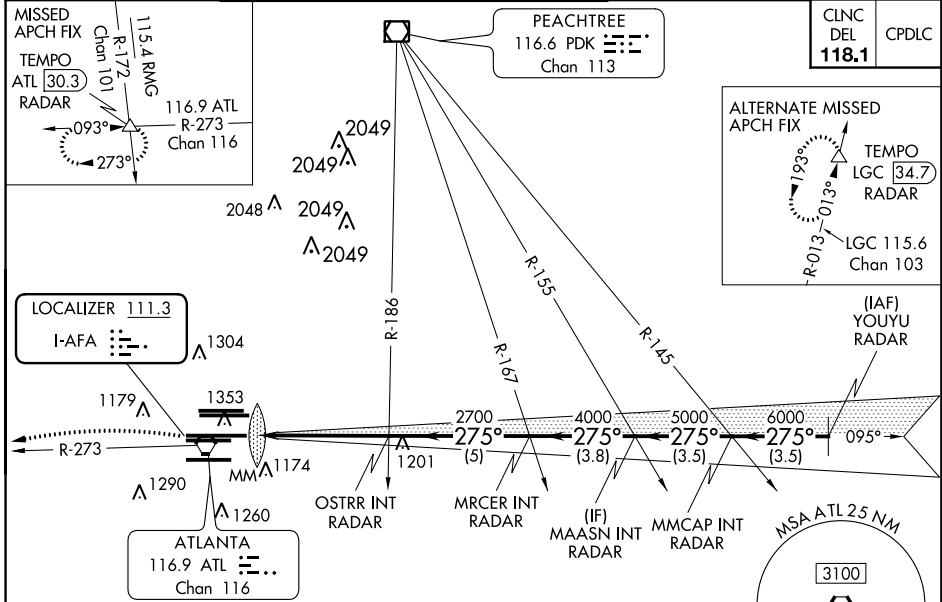 MISSED
APCH FIX
TEMPO
ATL 30.3
RADAR
115.4 RMG
R-172
Chan 101
116.9 ATL
R-273
Chan 116
093°
273°
PEACHTREE
116.6 PDK
Chan 113
CLNC
DEL
118.1
CPDLC
ALTERNATE MISSED
APCH FIX
TEMPO
LGC 34.7
RADAR
193°
013°
R-013
LGC 115.6
Chan 103
2049
2049
2048
2049
2049
R-186
R-167
R-155
R-145
LOCALIZER 111.3
I-AFA
1304
1179
1353
R-273
MM
1174
1290
1260
1201
ATLANTA
116.9 ATL
Chan 116
(IAF)
YOUYU
RADAR
2700
275°
(5)
4000
275°
(3.8)
5000
275°
(3.5)
6000
275°
(3.5)
095°
OSTRR INT
RADAR
MRCER INT
RADAR
(IF)
MAASN INT
RADAR
MMCAP INT
RADAR
MSA ATL 25 NM
3100